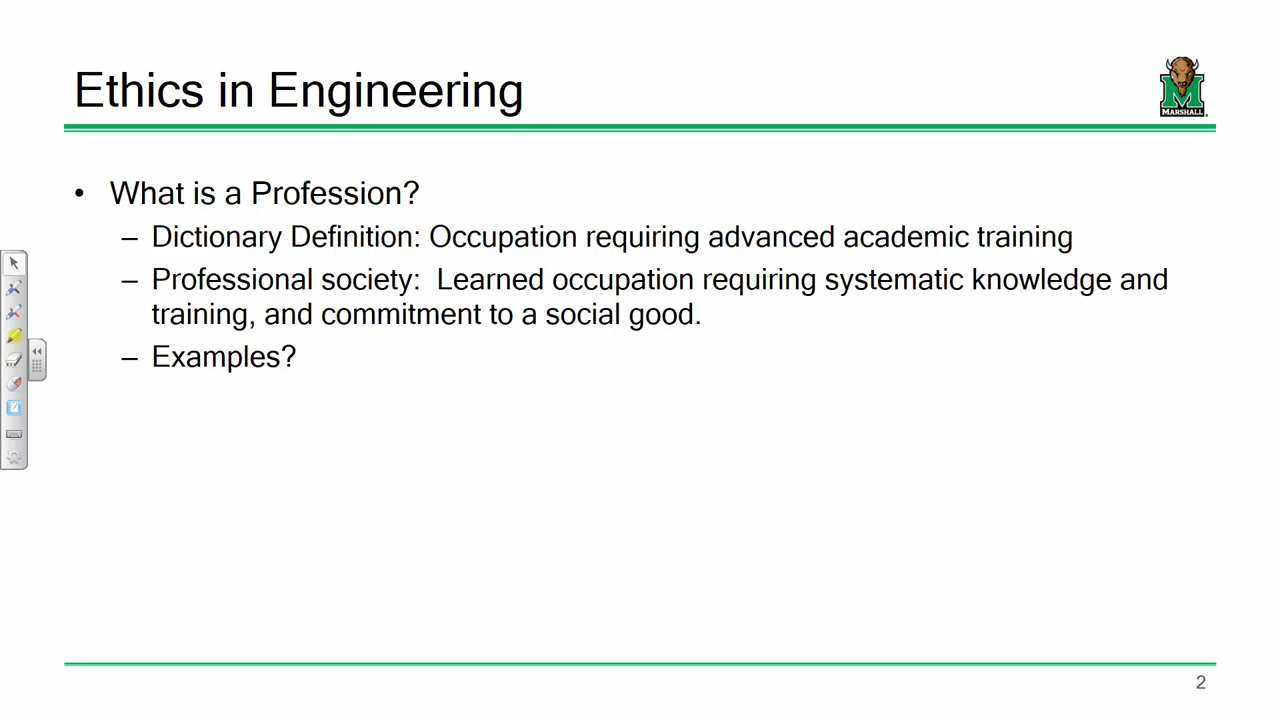 Ethics in Engineering
MARSHALL
• What is a Profession?
– Dictionary Definition: Occupation requiring advanced academic training
– Professional society:  Learned occupation requiring systematic knowledge and
training, and commitment to a social good.
– Examples?
2